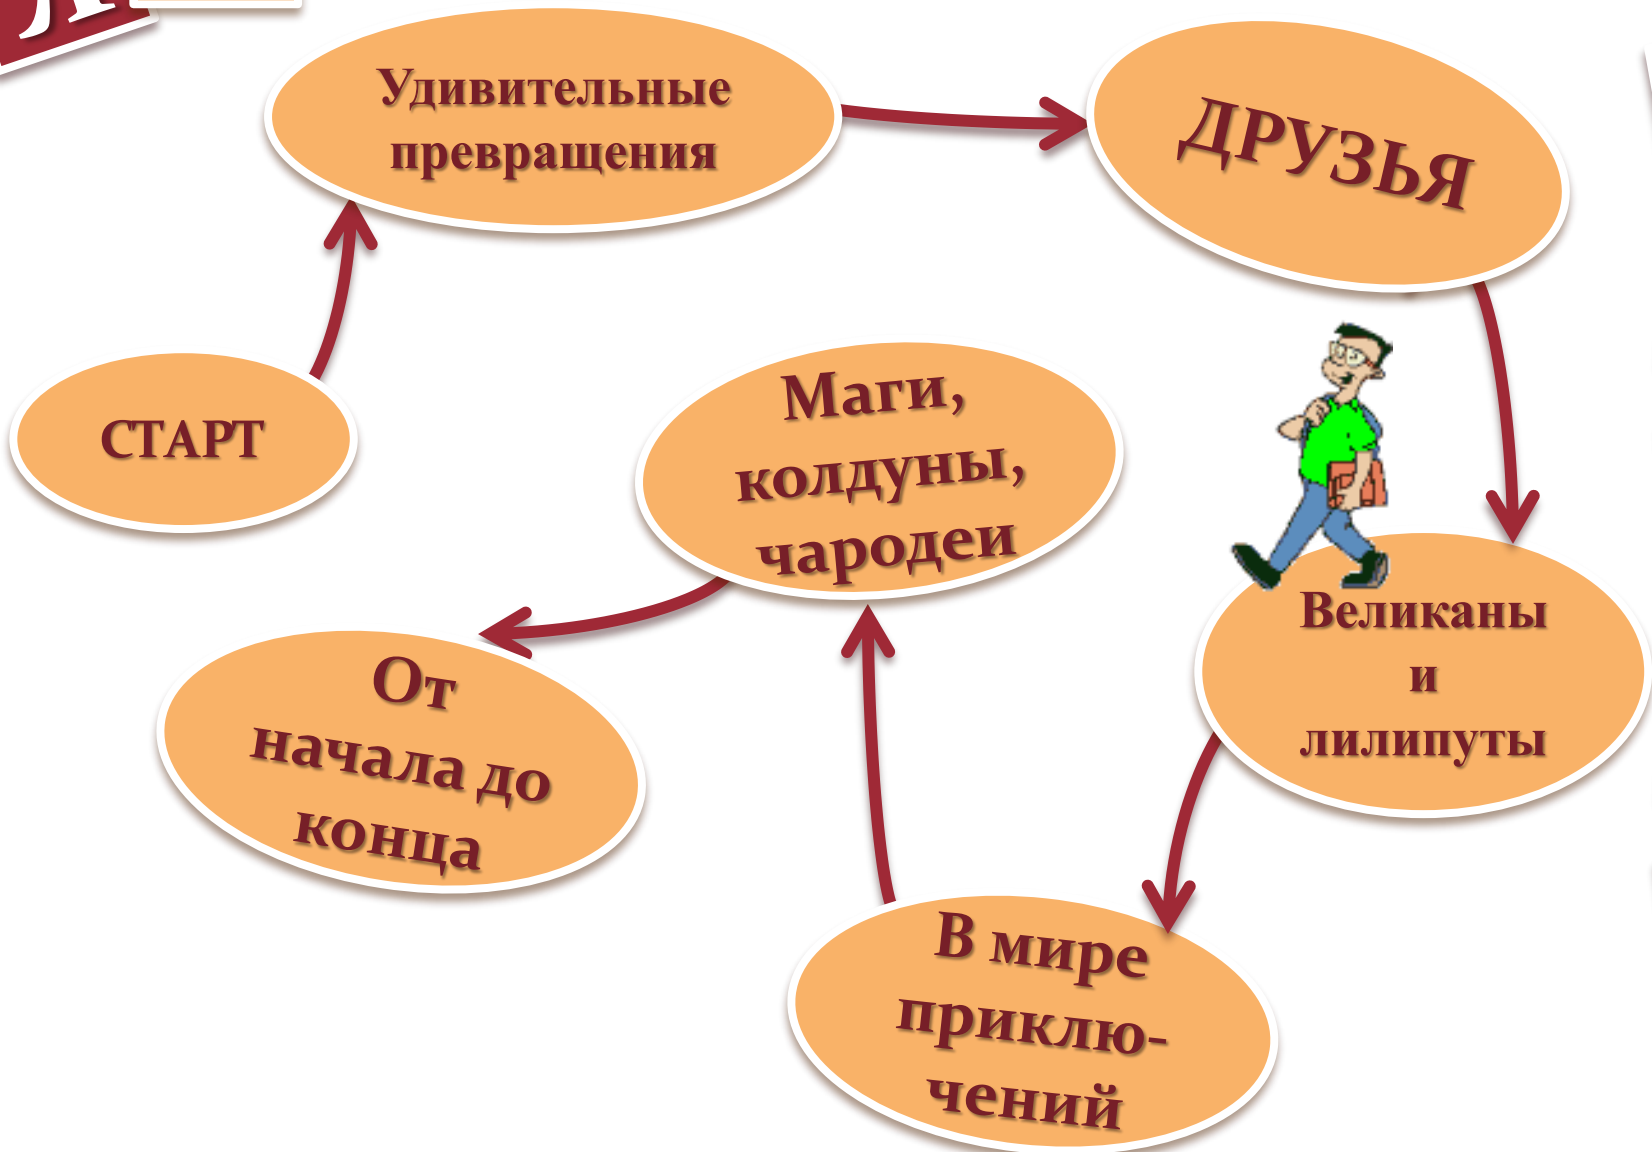 Удивительные
превращения
ДРУЗЬЯ
СТАРТ
Маги,
колдуны,
чародеи
Великаны
и
лилипуты
От
начала до
конца
В мире
приклю-
чений